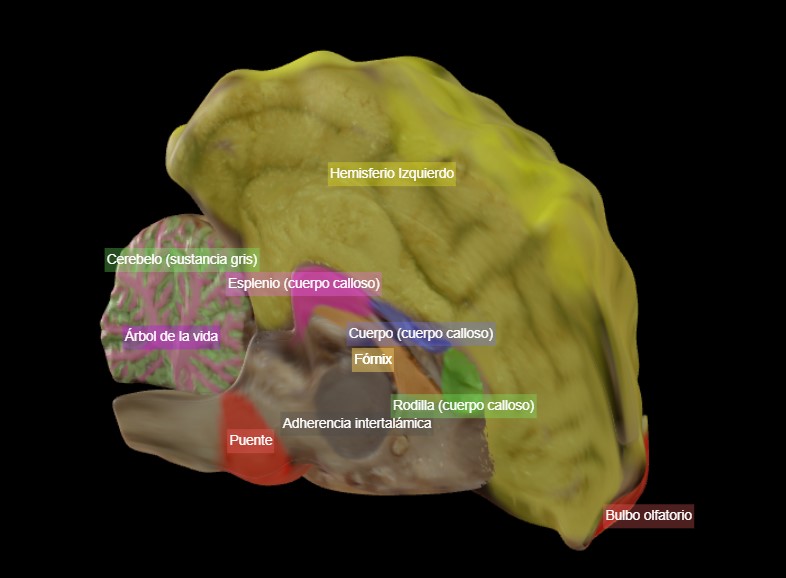 Hemisferio Izquierdo
Cerebelo (sustancia gris)
Esplenio (cuerpo calloso)
Árbol de la vida
Cuerpo (cuerpo calloso)
Fórnix
Rodilla (cuerpo calloso)
Adherencia intertalámica
Puente
Bulbo olfatorio